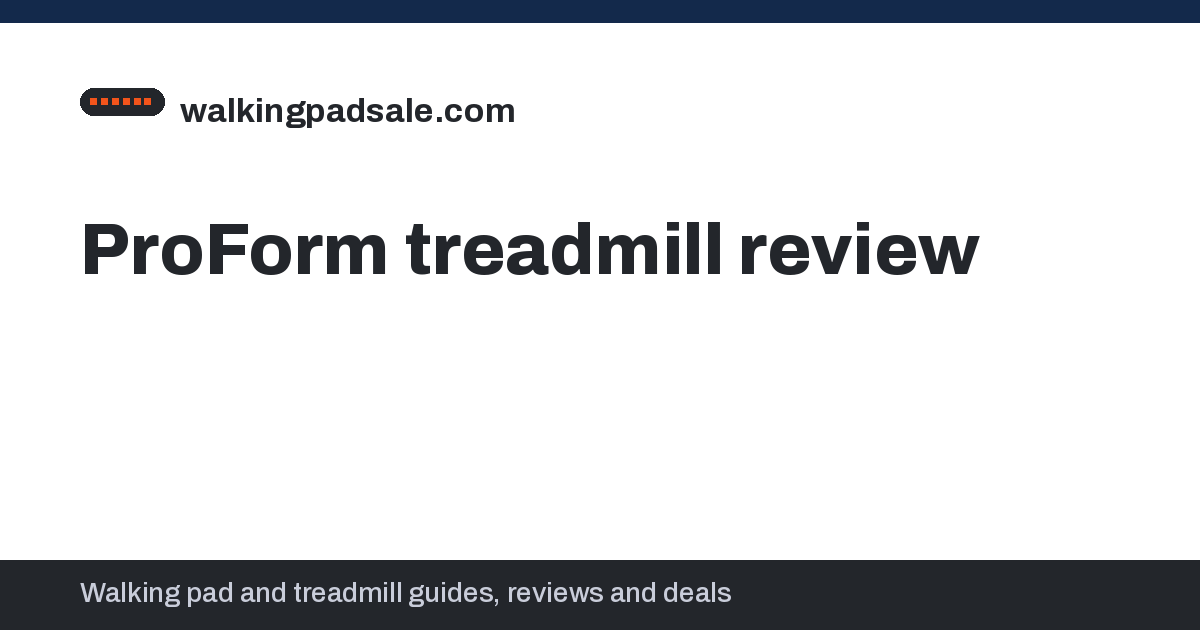 walkingpadsale.com
ProForm treadmill review
Walking pad and treadmill guides, reviews and deals